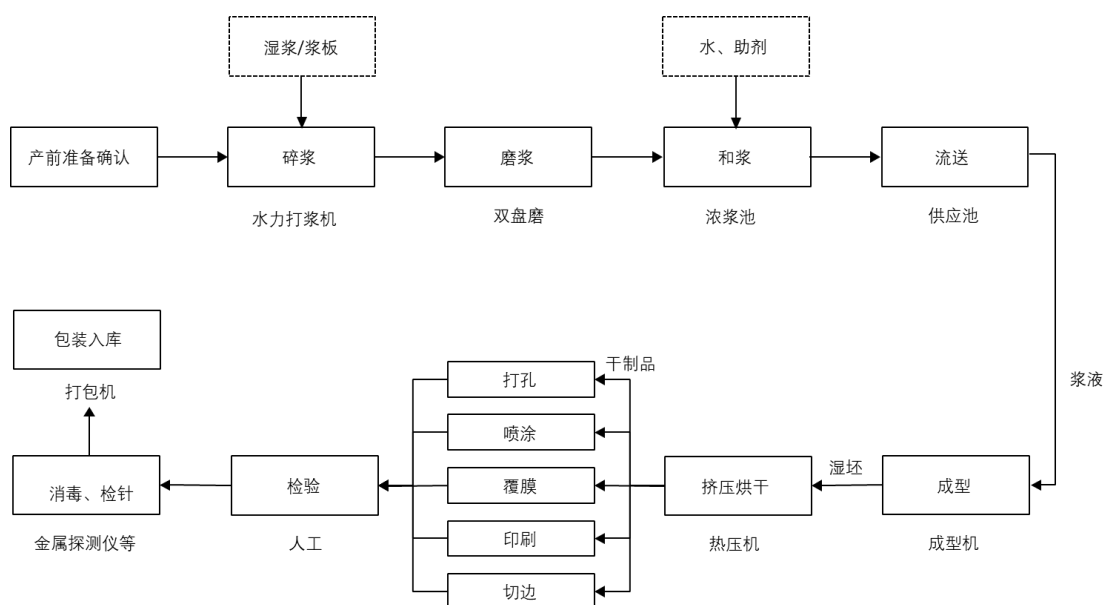 湿浆/浆板
水、助剂
产前准备确认
碎浆
磨浆
和浆
流送
水力打浆机
双盘磨
浓浆池
供应池
浆液
包装入库
打包机
干制品
打孔
喷涂
覆膜
印刷
切边
消毒、检针
金属探测仪等
检验
人工
挤压烘干
热压机
湿坯
成型
成型机